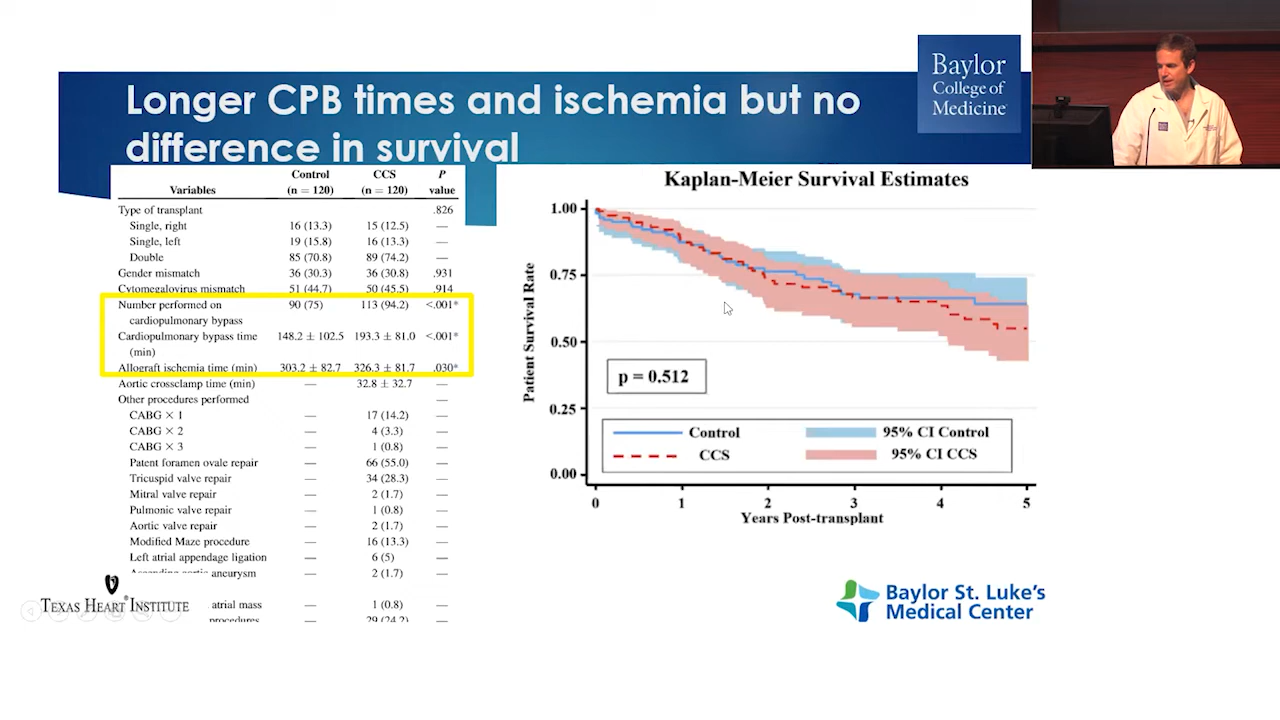 Longer CPB times and ischemia but no
difference in survival
Baylor
College of
Medicine
Control CCS P
Variables (n = 120) (n = 120) value
Type of transplant .826
Single, right 16 (13.3) 15 (12.5) —
Single, left 19 (15.8) 16 (13.3) —
Double 85 (70.8) 89 (74.2) —
Gender mismatch 36 (30.3) 36 (30.8) .931
Cytomegalovirus mismatch 51 (44.7) 50 (45.5) .914
Number performed on 90 (75) 113 (94.2) <.001*
cardiopulmonary bypass
Cardiopulmonary bypass time 148.2 ± 102.5 193.3 ± 81.0 <.001*
(min)
Allograft ischemia time (min) 303.2 ± 82.7 326.3 ± 81.7 .030*
Aortic crossclamp time (min) — 32.8 ± 32.7
Other procedures performed —
CABG × 1 — 17 (14.2) —
CABG × 2 — 4 (3.3) —
CABG × 3 — 1 (0.8) —
Patent foramen ovale repair — 66 (55.0) —
Tricuspid valve repair — 34 (28.3) —
Mitral valve repair — 2 (1.7) —
Pulmonic valve repair — 1 (0.8) —
Aortic valve repair — 2 (1.7) —
Modified Maze procedure — 16 (13.3) —
Left atrial appendage ligation — 6 (5) —
Ascending aortic aneurysm — 2 (1.7) —
atrial mass — 1 (0.8) —
procedures — 29 (24.2) —
Kaplan-Meier Survival Estimates
Patient Survival Rate
1.00
0.75
0.50
0.25
0.00
p = 0.512
Control 95% CI Control
CCS 95% CI CCS
0 1 2 3 4 5
Years Post-transplant
TEXAS HEART® INSTITUTE
Baylor St. Luke's
Medical Center